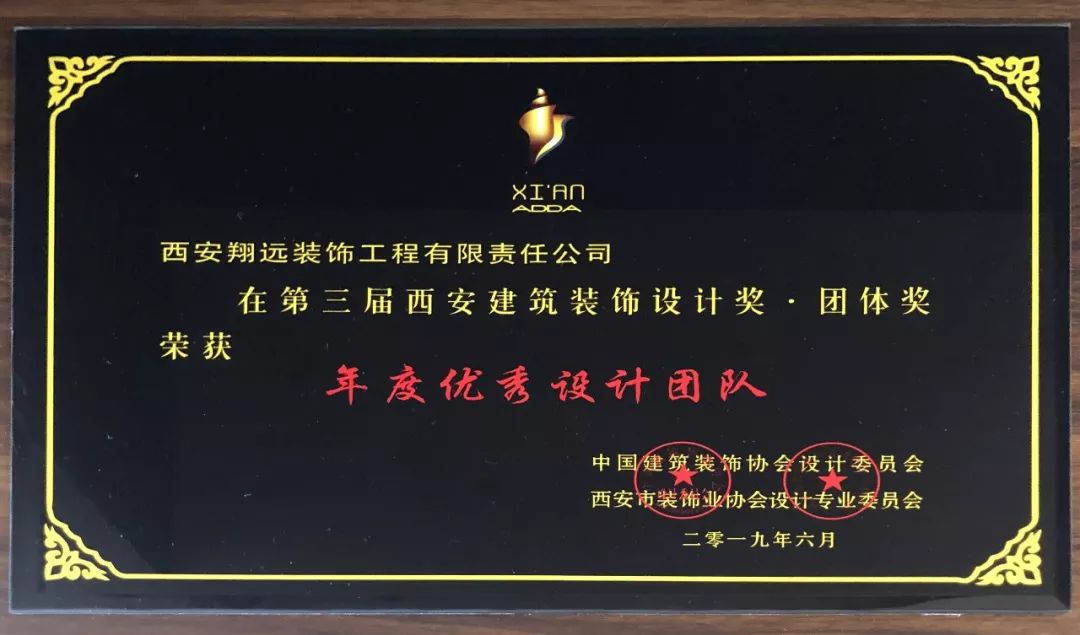 XI'AN
ADDA
西安翔远装饰工程有限责任公司
在第三届西安建筑装饰设计奖·团体奖
荣获
年度优秀设计团队
中国建筑装饰协会设计委员会
西安市装饰业协会设计专业委员会
二零一九年六月